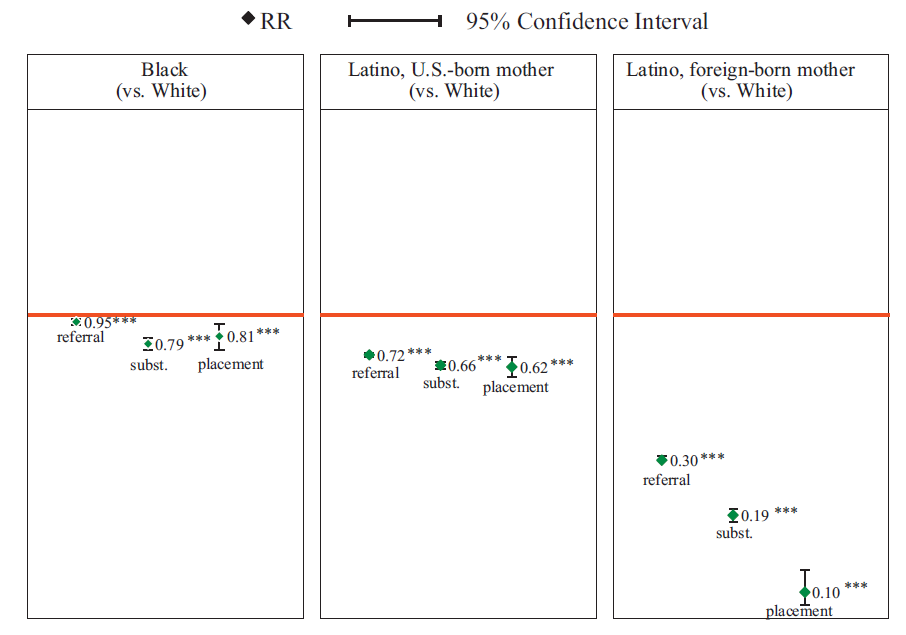 RR 95% Confidence Interval
Black
(vs. White)
Latino, U.S.-born mother
(vs. White)
Latino, foreign-born mother
(vs. White)
0.95***
referral
0.79 ***
subst.
0.81***
placement
0.72***
referral
0.66***
subst.
0.62 ***
placement
0.30***
referral
0.19 ***
subst.
0.10 ***
placement